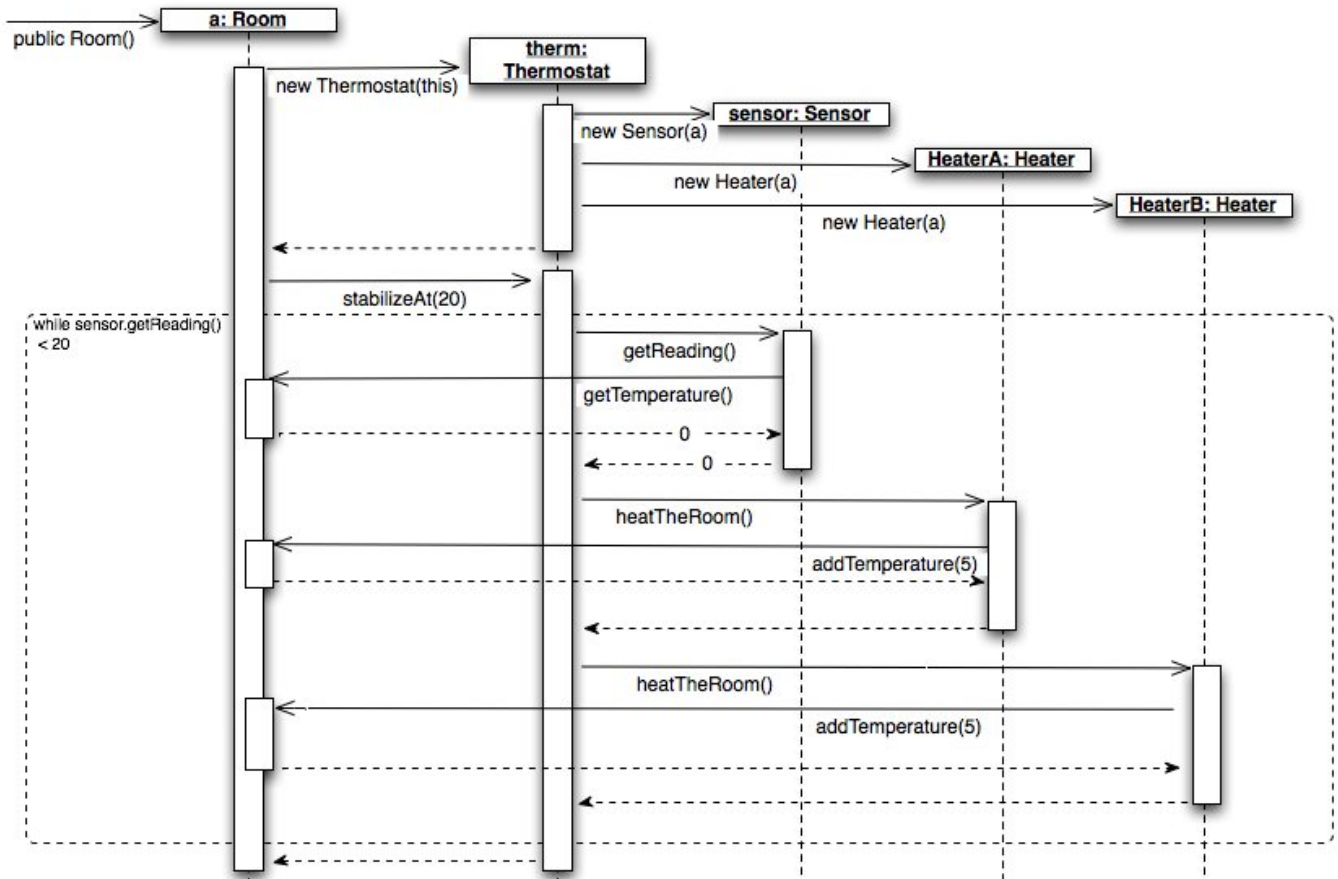 a: Room
public Room()
therm:
Thermostat
new Thermostat(this)
sensor: Sensor
new Sensor(a)
HeaterA: Heater
new Heater(a)
HeaterB: Heater
new Heater(a)
stabilizeAt(20)
while sensor.getReading()
< 20
getReading()
getTemperature()
0
0
heatTheRoom()
addTemperature(5)
heatTheRoom()
addTemperature(5)